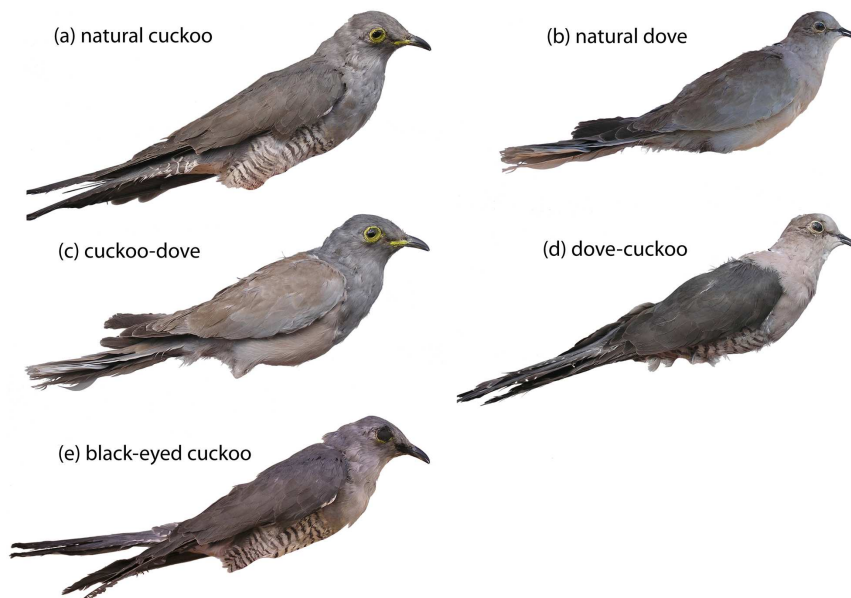 (a) natural cuckoo
(b) natural dove
(c) cuckoo-dove
(d) dove-cuckoo
(e) black-eyed cuckoo